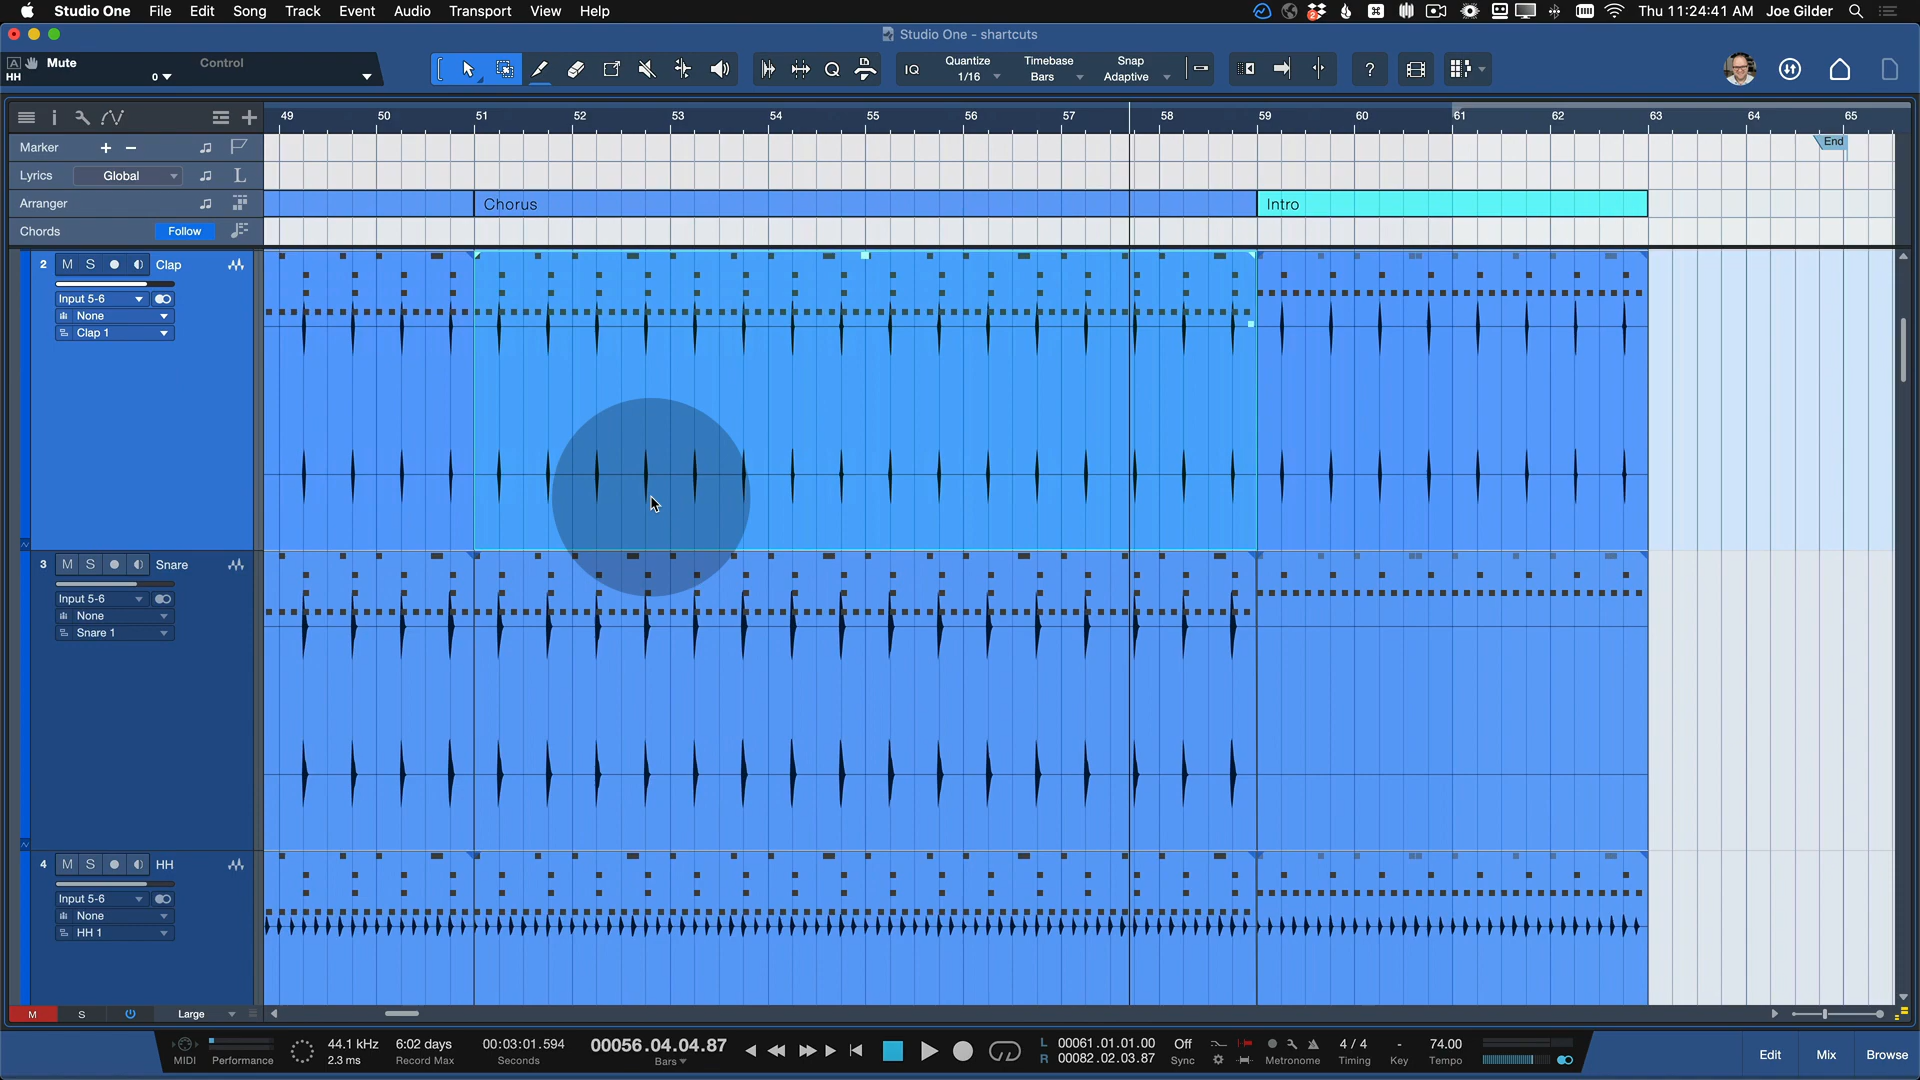 Studio One File Edit Song Track Event Audio Transport View Help Thu 11:24:41 AM Joe Gilder
Studio One - shartcuts
A Mute Control
HH 0
IQ Quantize Timebase Snap ?
1/16 Bars Adaptive
49 50 51 52 53 54 55 56 57 58 59 60 61 62 63 64 65
Marker + − End
Lyrics Global L
Arranger Chorus Intro
Chords Follow
2 M S Clap
Input 5-6
None
Clap 1
3 M S Snare
Input 5-6
None
Snare 1
4 M S HH
Input 5-6
None
HH 1
M S Large
44.1 kHz 6:02 days 00:03:01.594 00056.04.04.87 L 00061.01.01.00 Off 4 / 4 - 74.00
MIDI Performance 2.3 ms Record Max Seconds Bars R 00082.02.03.87 Sync Metronome Timing Key Tempo
Edit Mix Browse